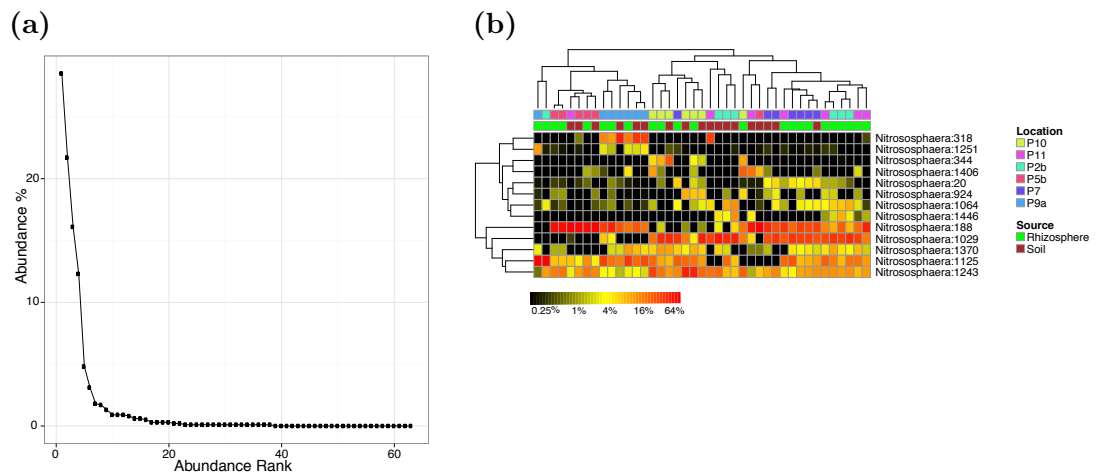 (a)
Abundance %
20
10
0
0
20
40
60
Abundance Rank
(b)
Nitrososphaera:318
Nitrososphaera:1251
Nitrososphaera:344
Nitrososphaera:1406
Nitrososphaera:20
Nitrososphaera:924
Nitrososphaera:1064
Nitrososphaera:1446
Nitrososphaera:188
Nitrososphaera:1029
Nitrososphaera:1370
Nitrososphaera:1125
Nitrososphaera:1243
0.25% 1% 4% 16% 64%
Location
P10
P11
P2b
P5b
P7
P9a
Source
Rhizosphere
Soil